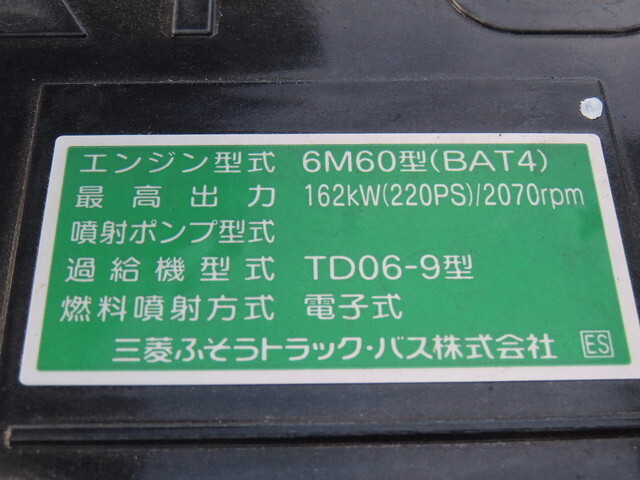 エンジン型式 6M60型(BAT4)
最高出力 162kW(220PS)/2070rpm
噴射ポンプ型式
過給機型式 TD06-9型
燃料噴射方式 電子式
三菱ふそうトラック・バス株式会社 ES